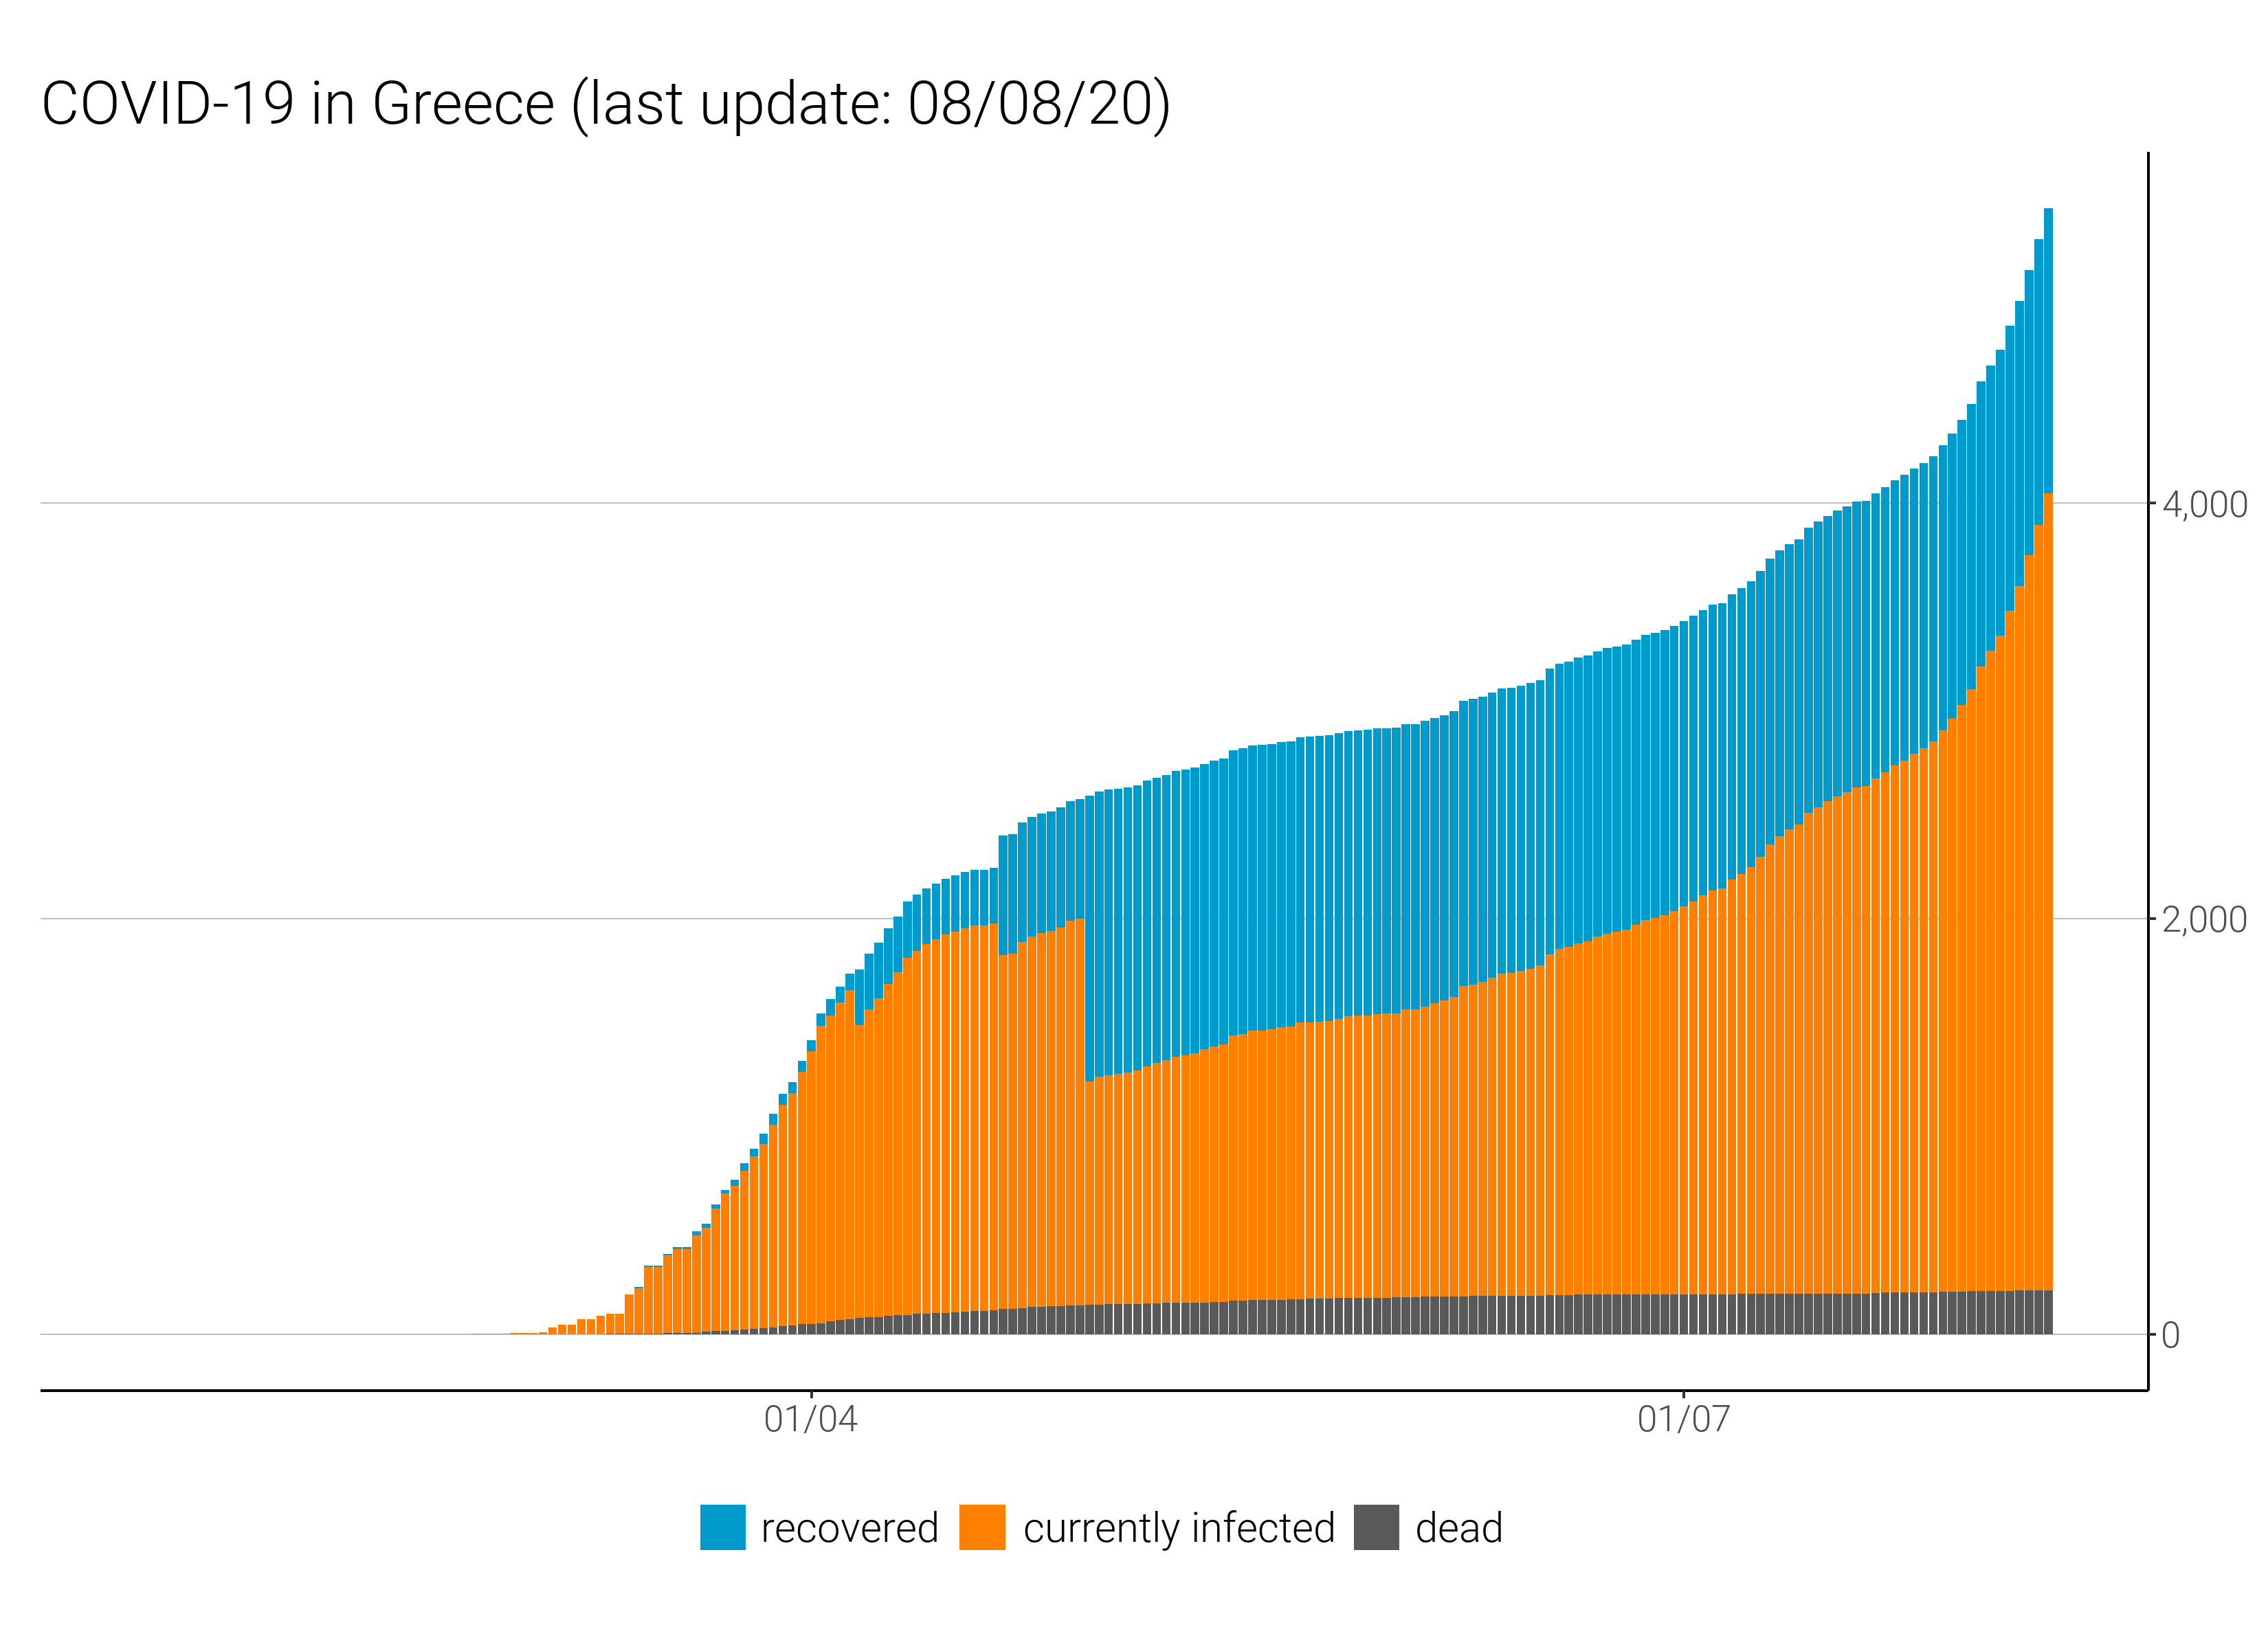 COVID-19 in Greece (last update: 08/08/20)
4,000
2,000
0
01/04 01/07
recovered currently infected dead